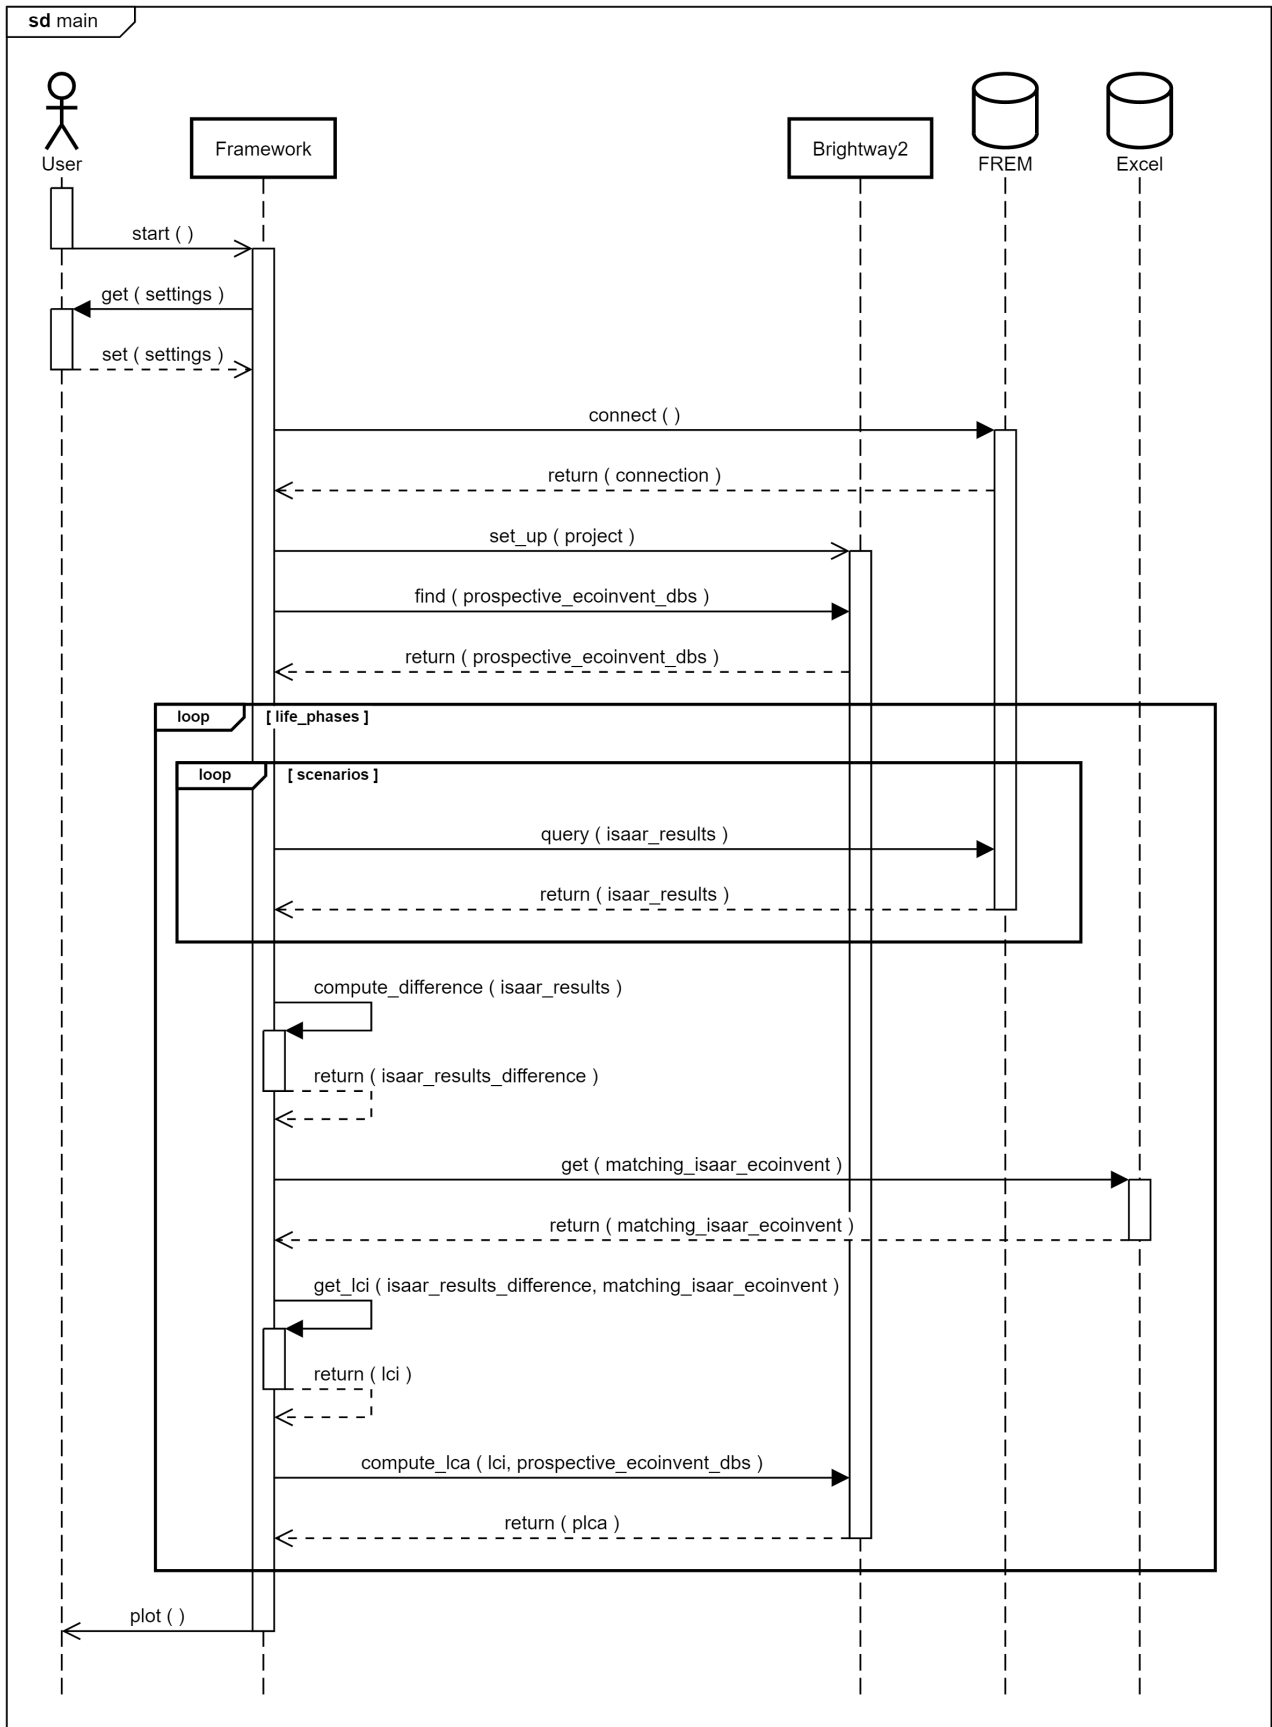 sd main
User
Framework
Brightway2
FREM
Excel
start ( )
get ( settings )
set ( settings )
connect ( )
return ( connection )
set_up ( project )
find ( prospective_ecoinvent_dbs )
return ( prospective_ecoinvent_dbs )
loop [ life_phases ]
loop [ scenarios ]
query ( isaar_results )
return ( isaar_results )
compute_difference ( isaar_results )
return ( isaar_results_difference )
get ( matching_isaar_ecoinvent )
return ( matching_isaar_ecoinvent )
get_lci ( isaar_results_difference, matching_isaar_ecoinvent )
return ( lci )
compute_lca ( lci, prospective_ecoinvent_dbs )
return ( plca )
plot ( )